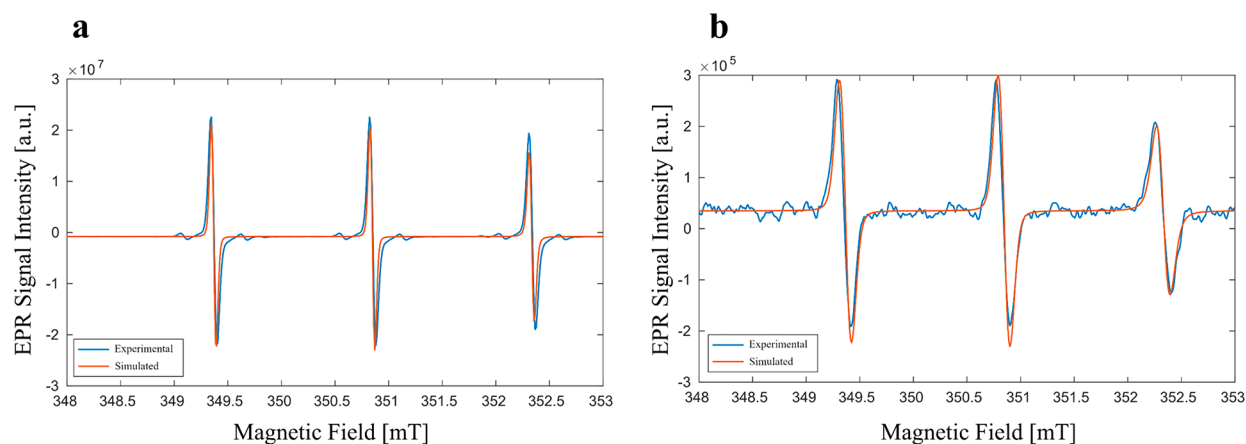 a
×10^7
3
2
1
0
-1
-2
-3
EPR Signal Intensity [a.u.]
Experimental
Simulated
348 348.5 349 349.5 350 350.5 351 351.5 352 352.5 353
Magnetic Field [mT]
b
×10^5
3
2
1
0
-1
-2
-3
EPR Signal Intensity [a.u.]
Experimental
Simulated
348 348.5 349 349.5 350 350.5 351 351.5 352 352.5 353
Magnetic Field [mT]